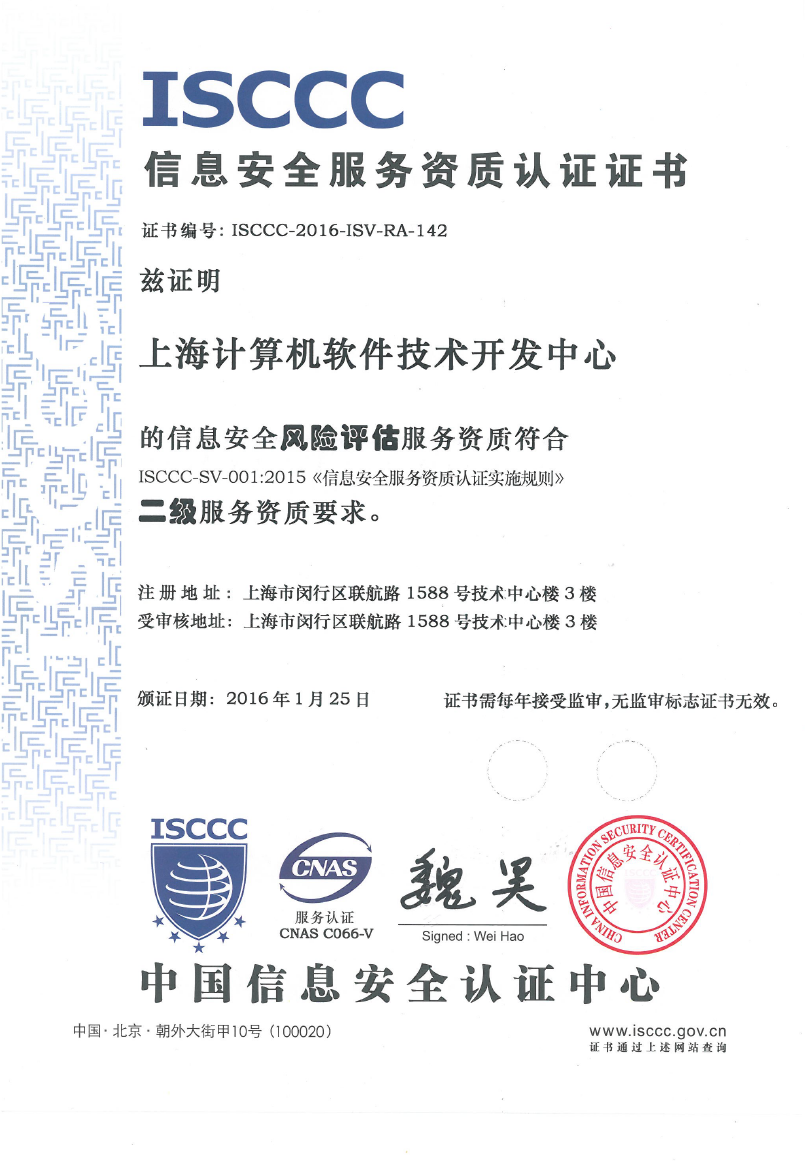 ISCCC
信息安全服务资质认证证书
证书编号: ISCCC-2016-ISV-RA-142
兹证明
上海计算机软件技术开发中心
的信息安全风险评估服务资质符合
ISCCC-SV-001:2015《信息安全服务资质认证实施规则》
二级服务资质要求。
注册地址: 上海市闵行区联航路 1588 号技术中心楼 3 楼
受审核地址: 上海市闵行区联航路 1588 号技术中心楼 3 楼
颁证日期: 2016 年 1 月 25 日 证书需每年接受监审,无监审标志证书无效。
ISCCC
CNAS
服务认证
CNAS C066-V
魏昊
Signed : Wei Hao
CHINA INFORMATION SECURITY CERTIFICATION CENTER
中国信息安全认证中心
中国信息安全认证中心
中国·北京·朝外大街甲10号 (100020)
www.isccc.gov.cn
证书通过上述网站查询